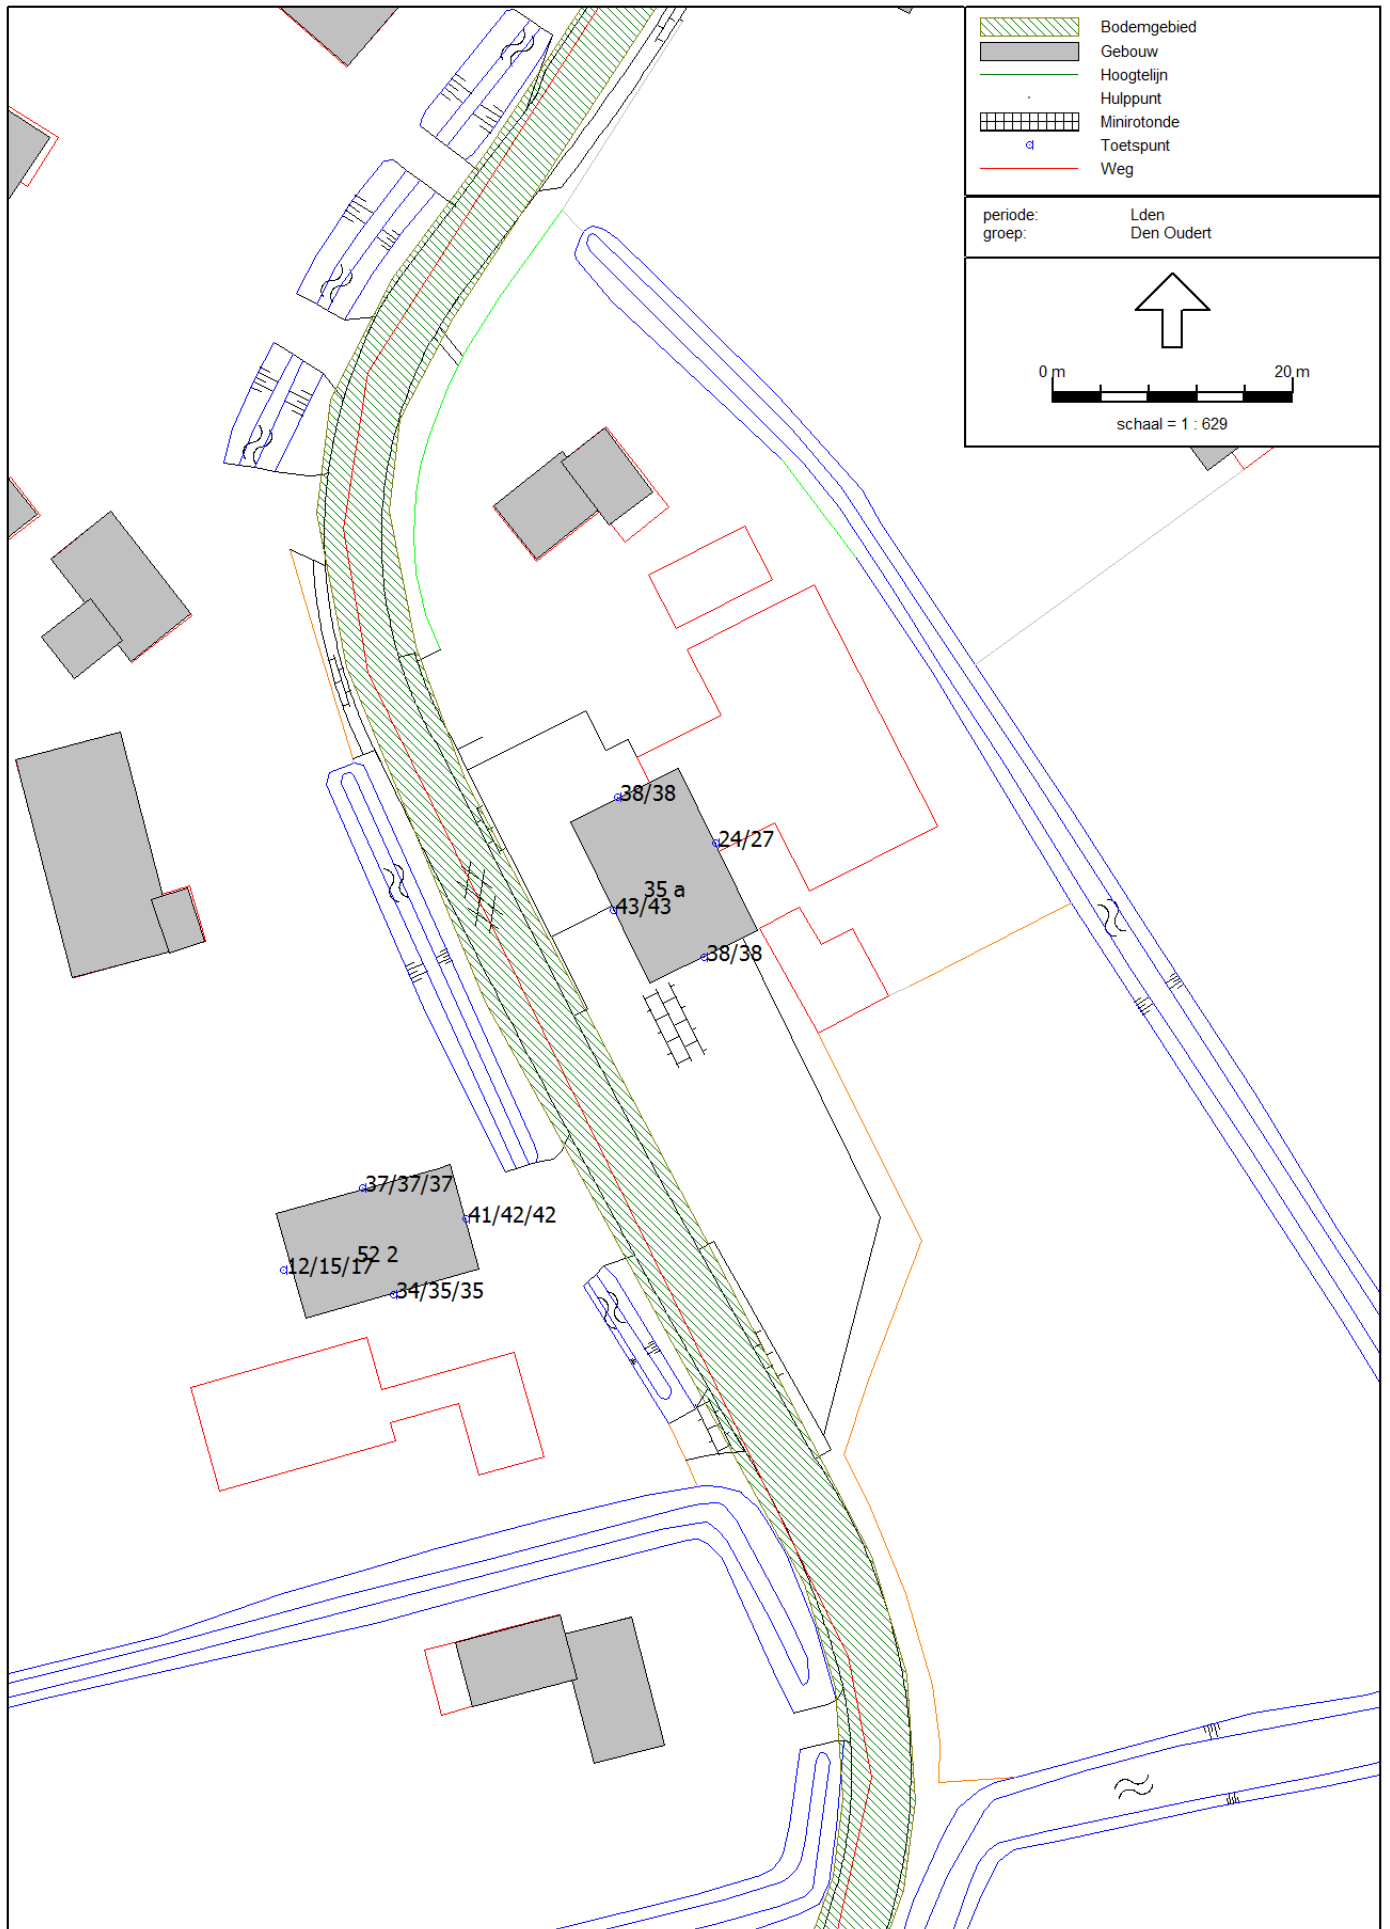 Bodemgebied
Gebouw
Hoogtelijn
Hulppunt
Minirotonde
Toetspunt
Weg
periode: Lden
groep: Den Oudert
0 m 20 m
schaal = 1 : 629
38/38
24/27
35 a
43/43
38/38
37/37/37
41/42/42
52 2
12/15/17
34/35/35